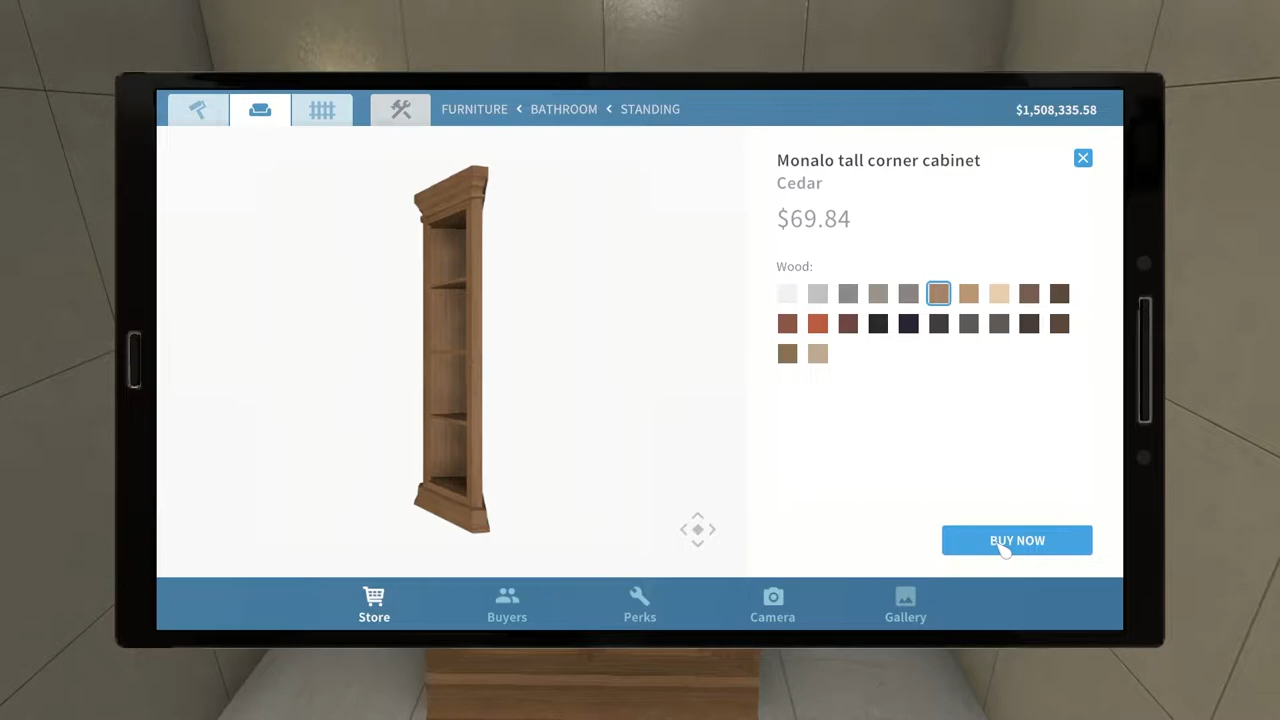 FURNITURE < BATHROOM < STANDING
$1,508,335.58
Monalo tall corner cabinet
Cedar
$69.84
Wood:
BUY NOW
Store
Buyers
Perks
Camera
Gallery